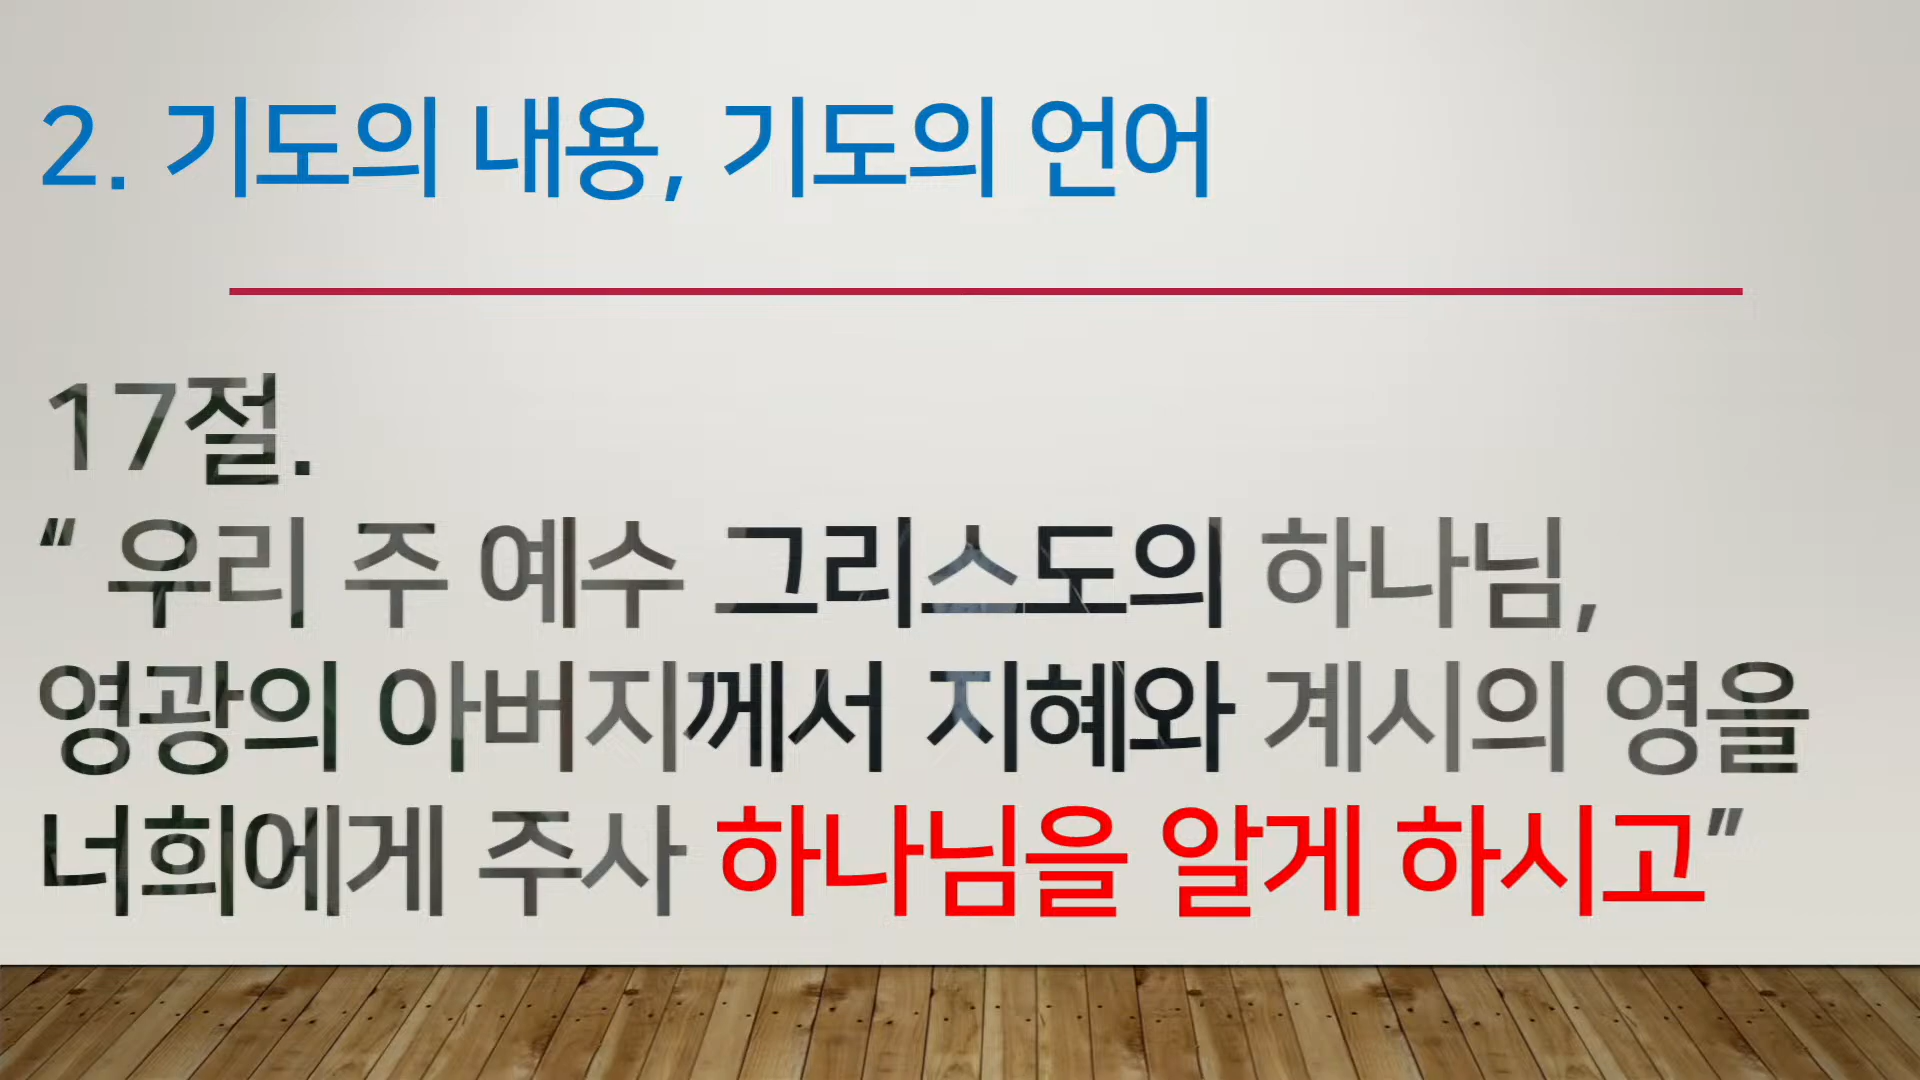 2. 기도의 내용, 기도의 언어
17절.
“ 우리 주 예수 그리스도의 하나님,
영광의 아버지께서 지혜와 계시의 영을
너희에게 주사 하나님을 알게 하시고”